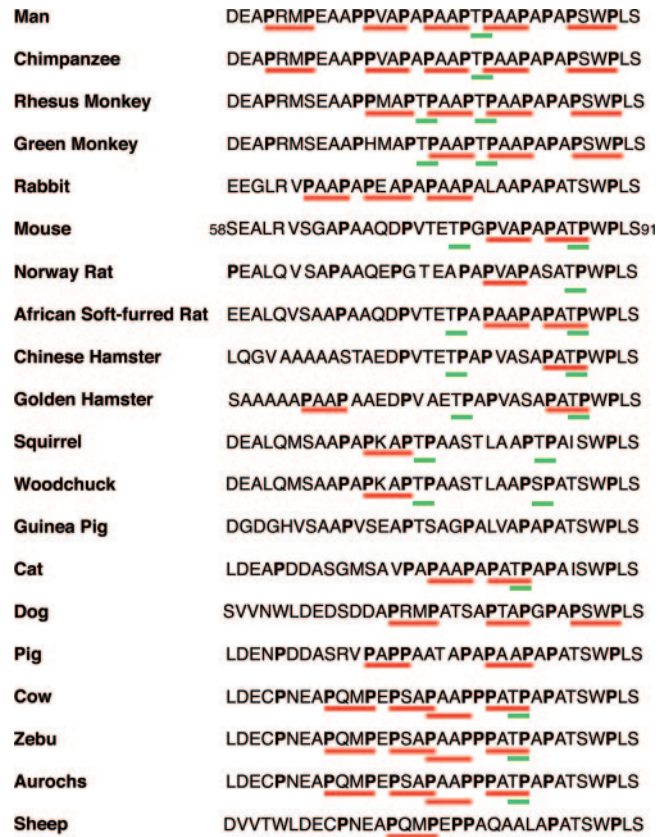 Man DEAPRMPEAAPPVAPAPAAPTPAAPAPAPSWPLS
Chimpanzee DEAPRMPEAAPPVAPAPAAPTPAAPAPAPSWPLS
Rhesus Monkey DEAPRMSEAAPPMAPTPAAPTPAAPAPAPSWPLS
Green Monkey DEAPRMSEAAPHMAPTPAAPTPAAPAPAPSWPLS
Rabbit EEGLRVPAAPAPEAPAPAAPALAAPAPATSWPLS
Mouse 58SEALRVSGAPAAQDPVTETPGPVAPAPATPWPLS91
Norway Rat PEALQVSAPAAQEPGTEAPAPVAPASATPWPLS
African Soft-furred Rat EEALQVSAAPAAQDPVTETPAPAAPAPATPWPLS
Chinese Hamster LQGVAAAAASTAEDPVTETPAPVASAPATPWPLS
Golden Hamster SAAAAAPAAPAAEDPVAETPAPVASAPATPWPLS
Squirrel DEALQMSAAPAPKAPTPAASTLAAPTPAISWPLS
Woodchuck DEALQMSAAPAPKAPTPAASTLAAPSPATSWPLS
Guinea Pig DGDGHVSAAPVSEAPTSAGPALVAPAPATSWPLS
Cat LDEAPDDASGMSAVPAPAAPAPATPAPAISWPLS
Dog SVVNWLDEDSDDAPRMPATSAPTAPGPAPSWPLS
Pig LDENPDDASRVPAPPAATAPAPAAPAPATSWPLS
Cow LDECPNEAPQMPEPSAPAAPPPATPAPATSWPLS
Zebu LDECPNEAPQMPEPSAPAAPPPATPAPATSWPLS
Aurochs LDECPNEAPQMPEPSAPAAPPPATPAPATSWPLS
Sheep DVVTWLDECPNEAPQMPEPPAQAALAPATSWPLS